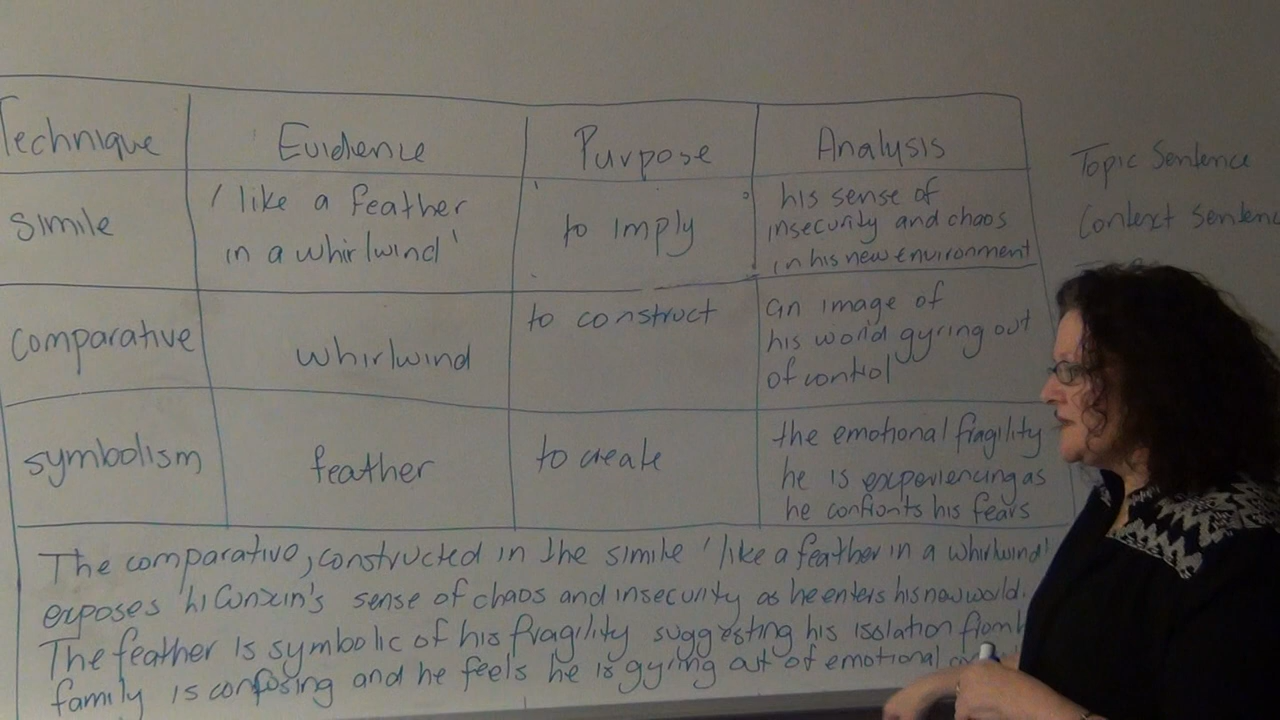 Technique
Evidence
Purpose
Analysis
simile
'like a feather
in a whirlwind'
to imply
his sense of
insecurity and chaos
in his new environment
comparative
whirlwind
to construct
an image of
his world gyring out
of control
symbolism
feather
to create
the emotional fragility
he is experiencing as
he confronts his fears
The comparative, constructed in the simile 'like a feather in a whirlwind'
exposes sense of chaos and insecurity as he enters his new world.
The feather is symbolic of his fragility suggesting his isolation from
family is confusing and he feels he is gyring out of emotional
Topic Sentence
Context